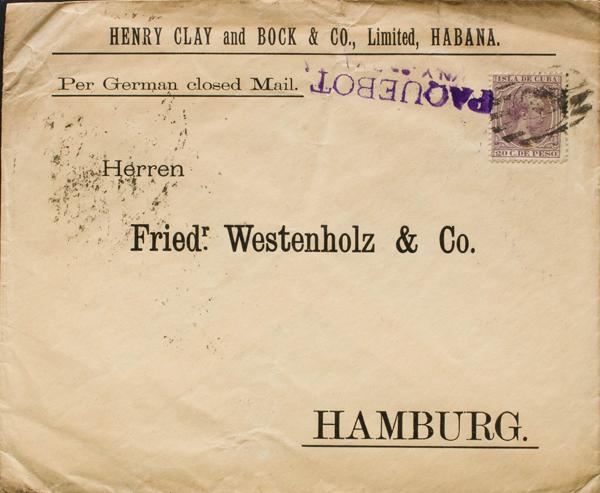 HENRY CLAY and BOCK & CO., Limited, HABANA.
Per German closed Mail.
PAQUEBOT
ISLA DE CUBA
20 C. DE PESO
Herren
Friedr. Westenholz & Co.
HAMBURG.